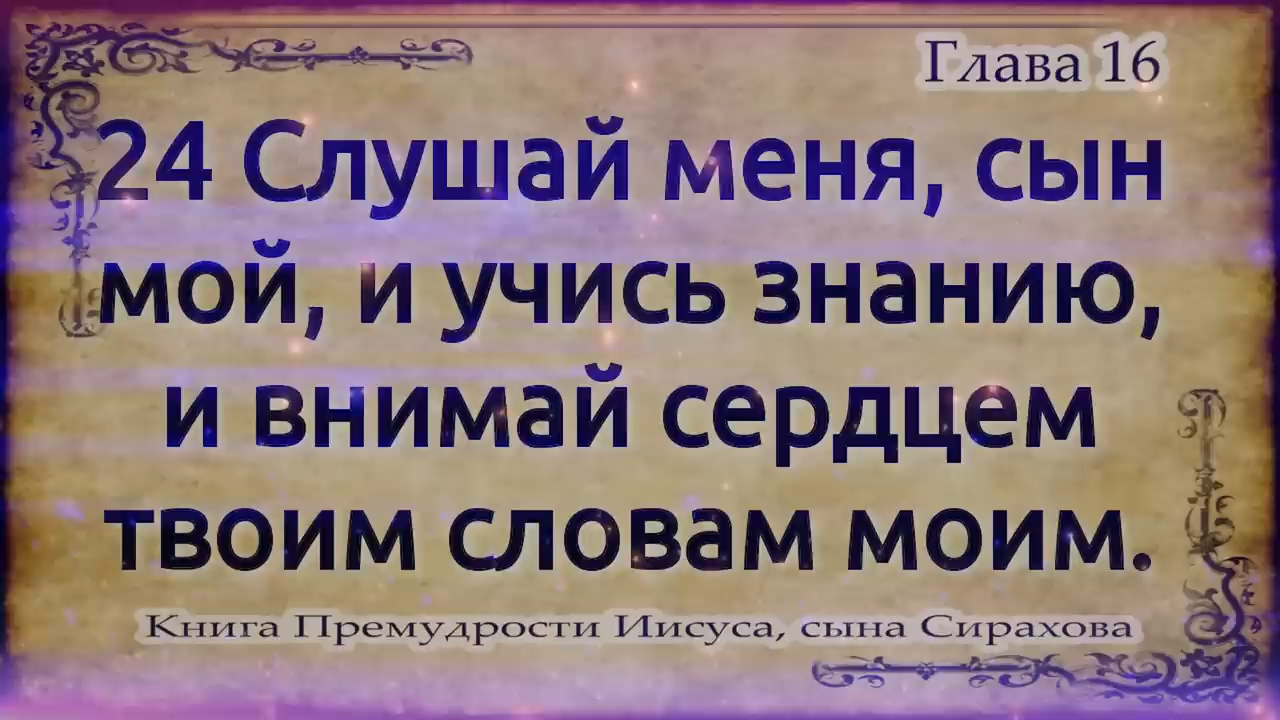 Глава 16
24 Слушай меня, сын
мой, и учись знанию,
и внимай сердцем
твоим словам моим.
Книга Премудрости Иисуса, сына Сирахова